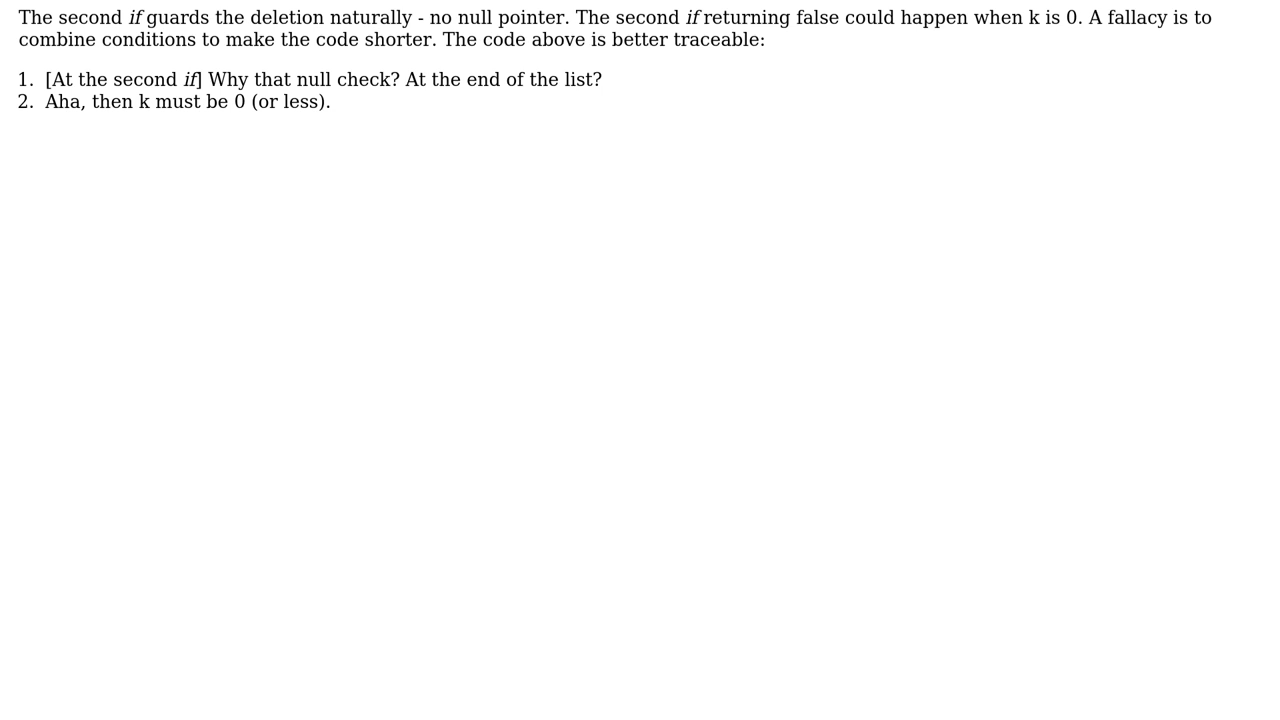 The second if guards the deletion naturally - no null pointer. The second if returning false could happen when k is 0. A fallacy is to
combine conditions to make the code shorter. The code above is better traceable:
1. [At the second if] Why that null check? At the end of the list?
2. Aha, then k must be 0 (or less).